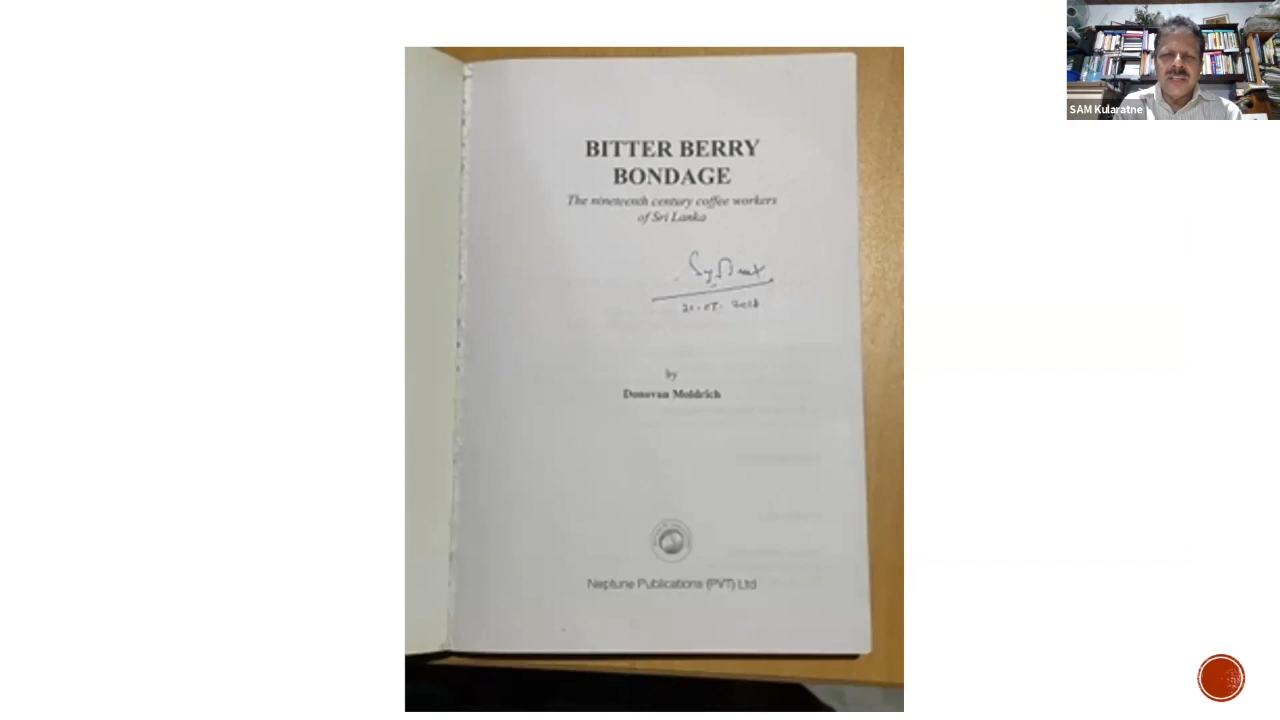 BITTER BERRY
BONDAGE
The nineteenth century coffee workers
of Sri Lanka
by
Donovan Moldrich
Neptune Publications (PVT) Ltd
SAM Kularatne